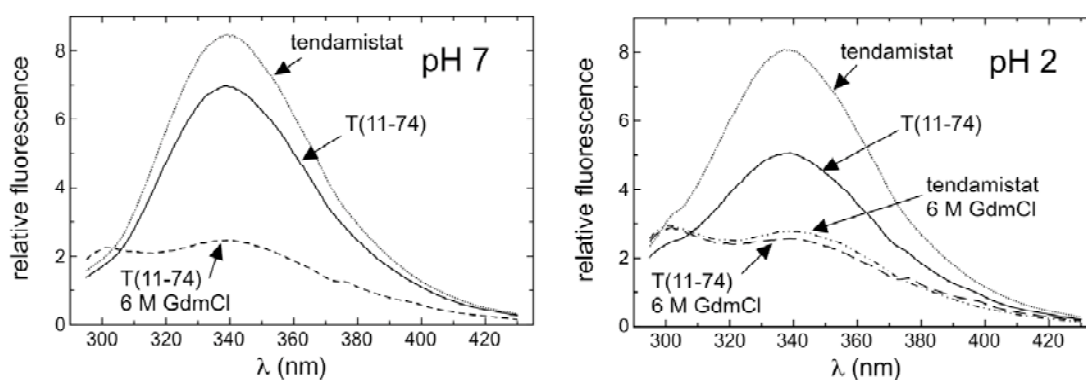 relative fluorescence
8
6
4
2
0
tendamistat
pH 7
T(11-74)
T(11-74)
6 M GdmCl
300 320 340 360 380 400 420
λ (nm)
relative fluorescence
8
6
4
2
0
tendamistat
pH 2
T(11-74)
tendamistat
6 M GdmCl
T(11-74)
6 M GdmCl
300 320 340 360 380 400 420
λ (nm)